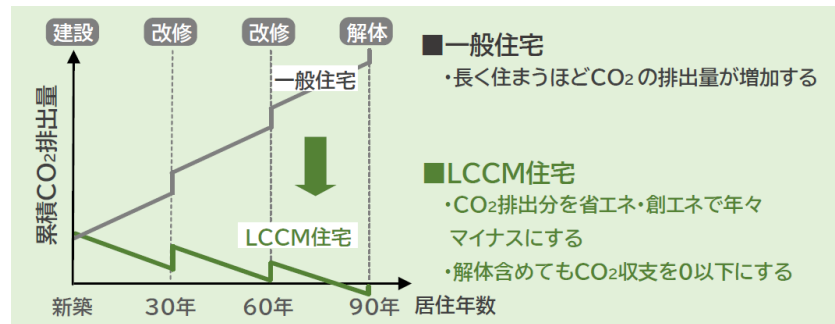 建設 改修 改修 解体
累積CO₂排出量
一般住宅
LCCM住宅
新築 30年 60年 90年 居住年数
■一般住宅
・長く住まうほどCO₂の排出量が増加する
■LCCM住宅
・CO₂排出分を省エネ・創エネで年々
マイナスにする
・解体含めてもCO₂収支を0以下にする